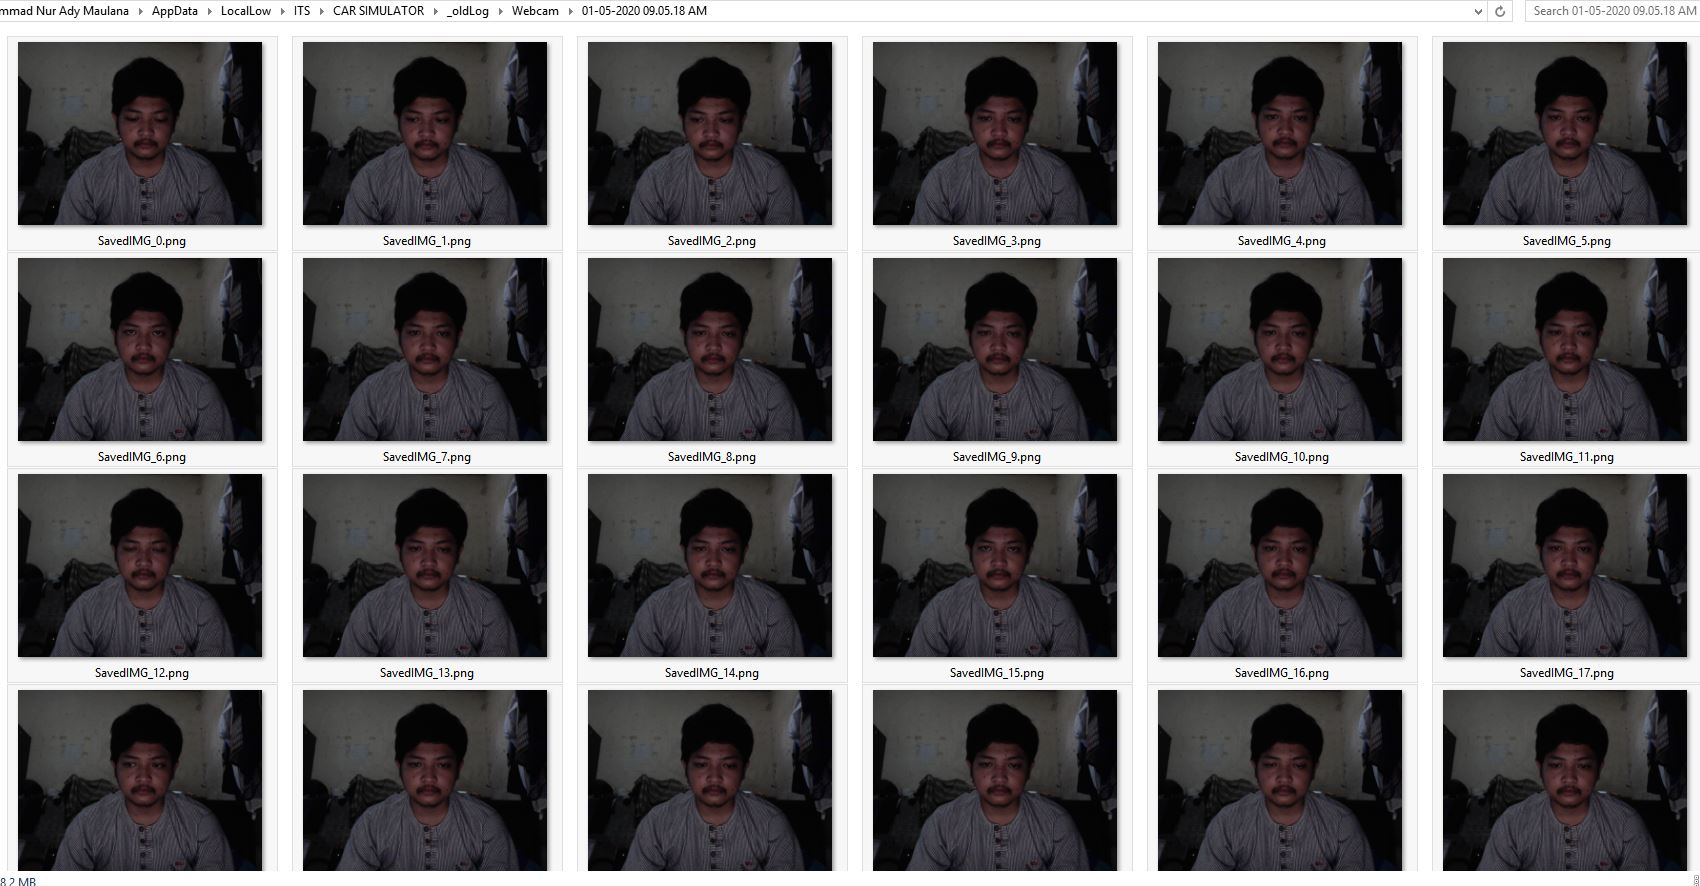 mmad Nur Ady Maulana AppData LocalLow ITS CAR SIMULATOR _oldLog Webcam 01-05-2020 09.05.18 AM Search 01-05-2020 09.05.18 AM
SavedIMG_0.png SavedIMG_1.png SavedIMG_2.png SavedIMG_3.png SavedIMG_4.png SavedIMG_5.png
SavedIMG_6.png SavedIMG_7.png SavedIMG_8.png SavedIMG_9.png SavedIMG_10.png SavedIMG_11.png
SavedIMG_12.png SavedIMG_13.png SavedIMG_14.png SavedIMG_15.png SavedIMG_16.png SavedIMG_17.png
8.2 MB